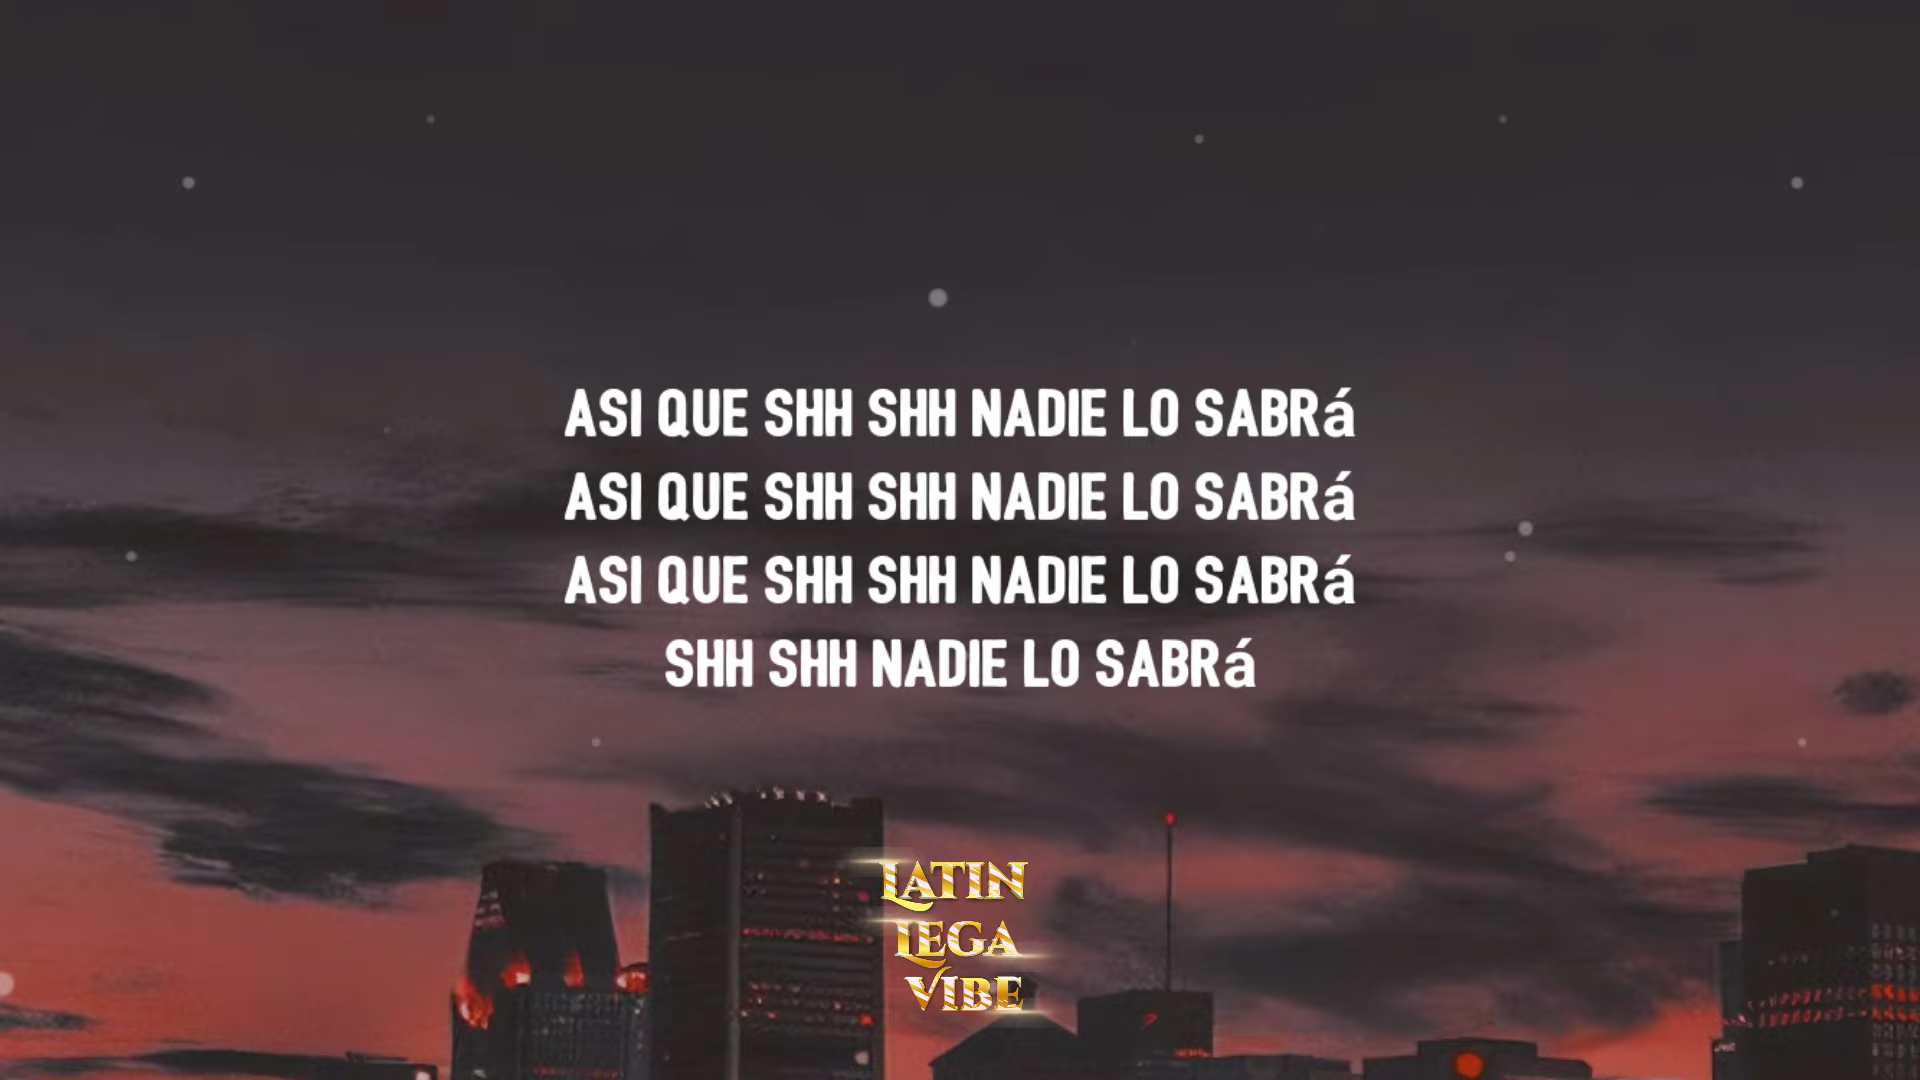 ASI QUE SHH SHH NADIE LO SABRá
ASI QUE SHH SHH NADIE LO SABRá
ASI QUE SHH SHH NADIE LO SABRá
SHH SHH NADIE LO SABRá
LATIN
LEGA
VIBE